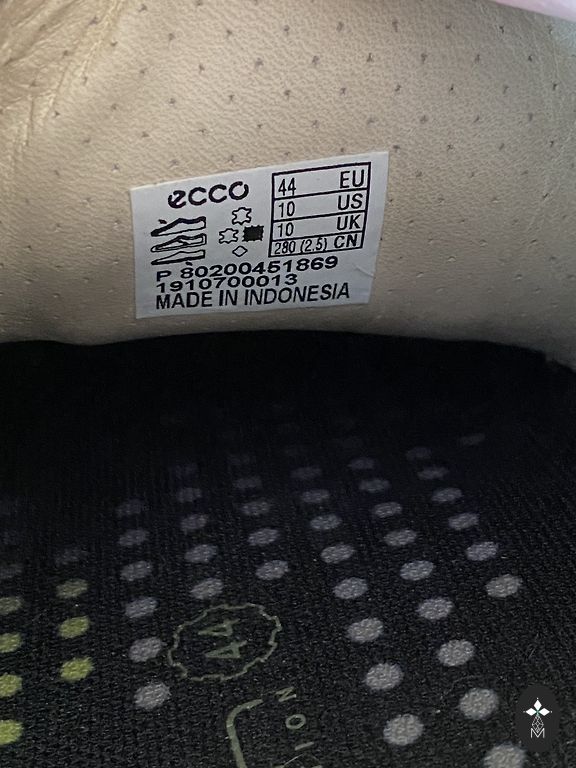 ecco
44 EU
10 US
10 UK
280 (2.5) CN
P 80200451869
1910700013
MADE IN INDONESIA
44
M